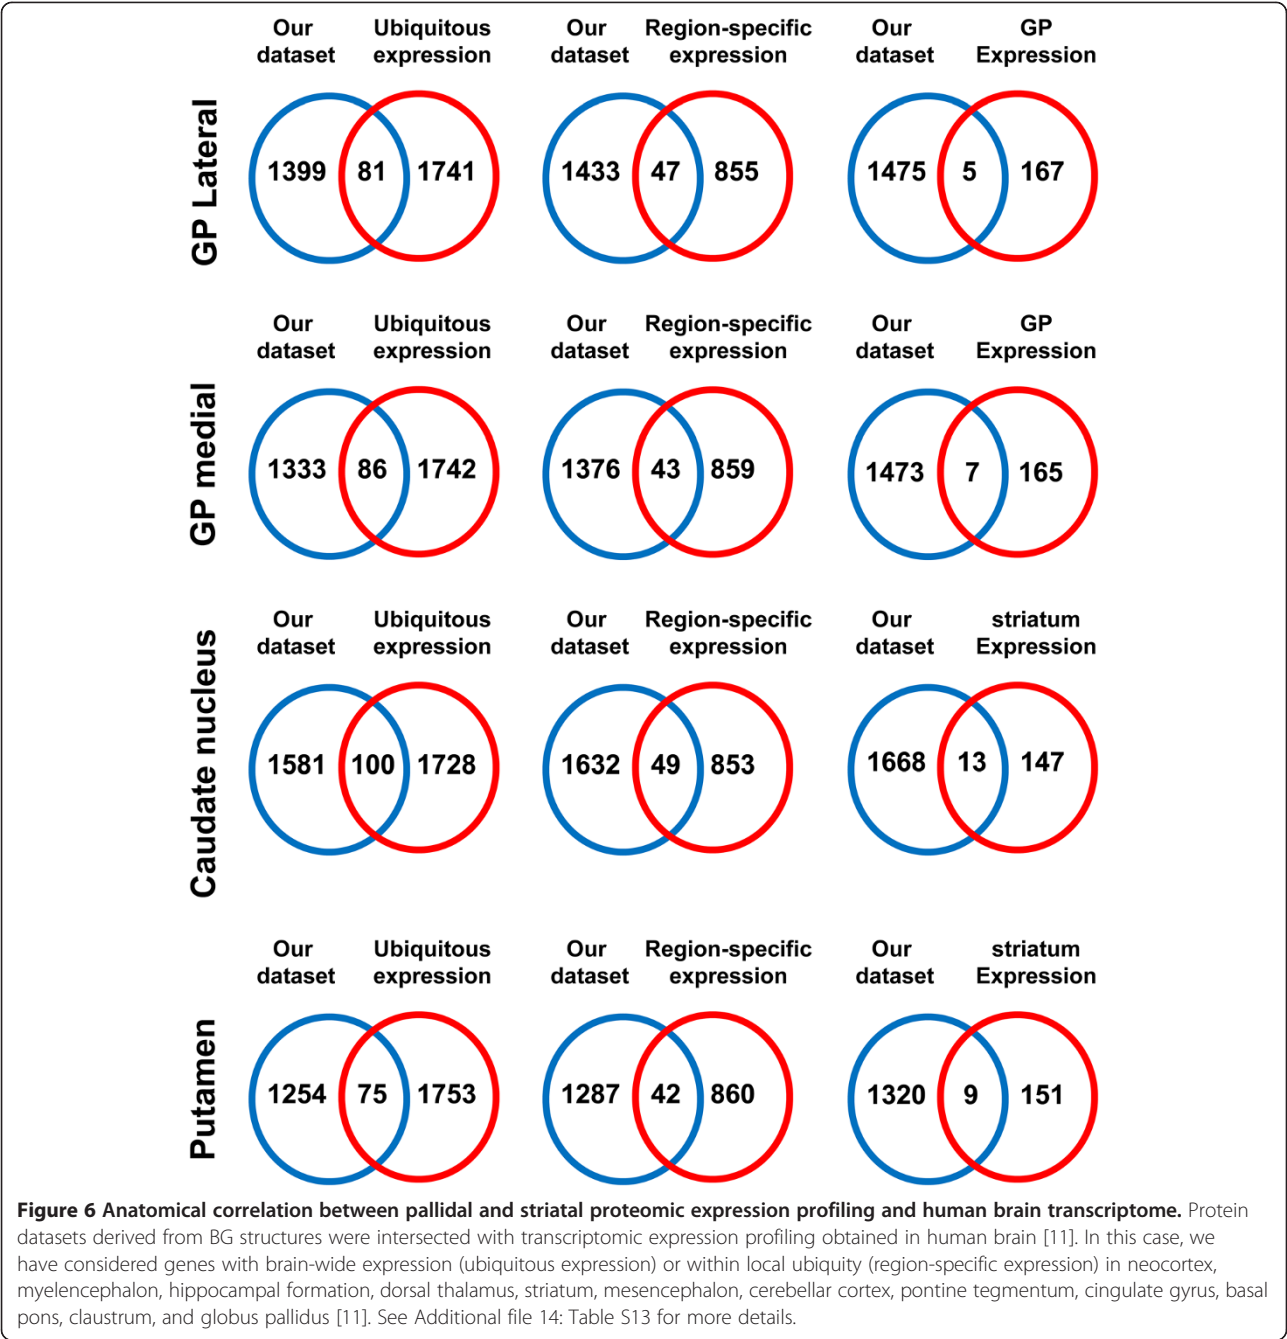 Our dataset
Ubiquitous expression
Our dataset
Region-specific expression
Our dataset
GP Expression
GP Lateral
1399 81 1741
1433 47 855
1475 5 167
Our dataset
Ubiquitous expression
Our dataset
Region-specific expression
Our dataset
GP Expression
GP medial
1333 86 1742
1376 43 859
1473 7 165
Our dataset
Ubiquitous expression
Our dataset
Region-specific expression
Our dataset
striatum Expression
Caudate nucleus
1581 100 1728
1632 49 853
1668 13 147
Our dataset
Ubiquitous expression
Our dataset
Region-specific expression
Our dataset
striatum Expression
Putamen
1254 75 1753
1287 42 860
1320 9 151
Figure 6 Anatomical correlation between pallidal and striatal proteomic expression profiling and human brain transcriptome. Protein
datasets derived from BG structures were intersected with transcriptomic expression profiling obtained in human brain [11]. In this case, we
have considered genes with brain-wide expression (ubiquitous expression) or within local ubiquity (region-specific expression) in neocortex,
myelencephalon, hippocampal formation, dorsal thalamus, striatum, mesencephalon, cerebellar cortex, pontine tegmentum, cingulate gyrus, basal
pons, claustrum, and globus pallidus [11]. See Additional file 14: Table S13 for more details.